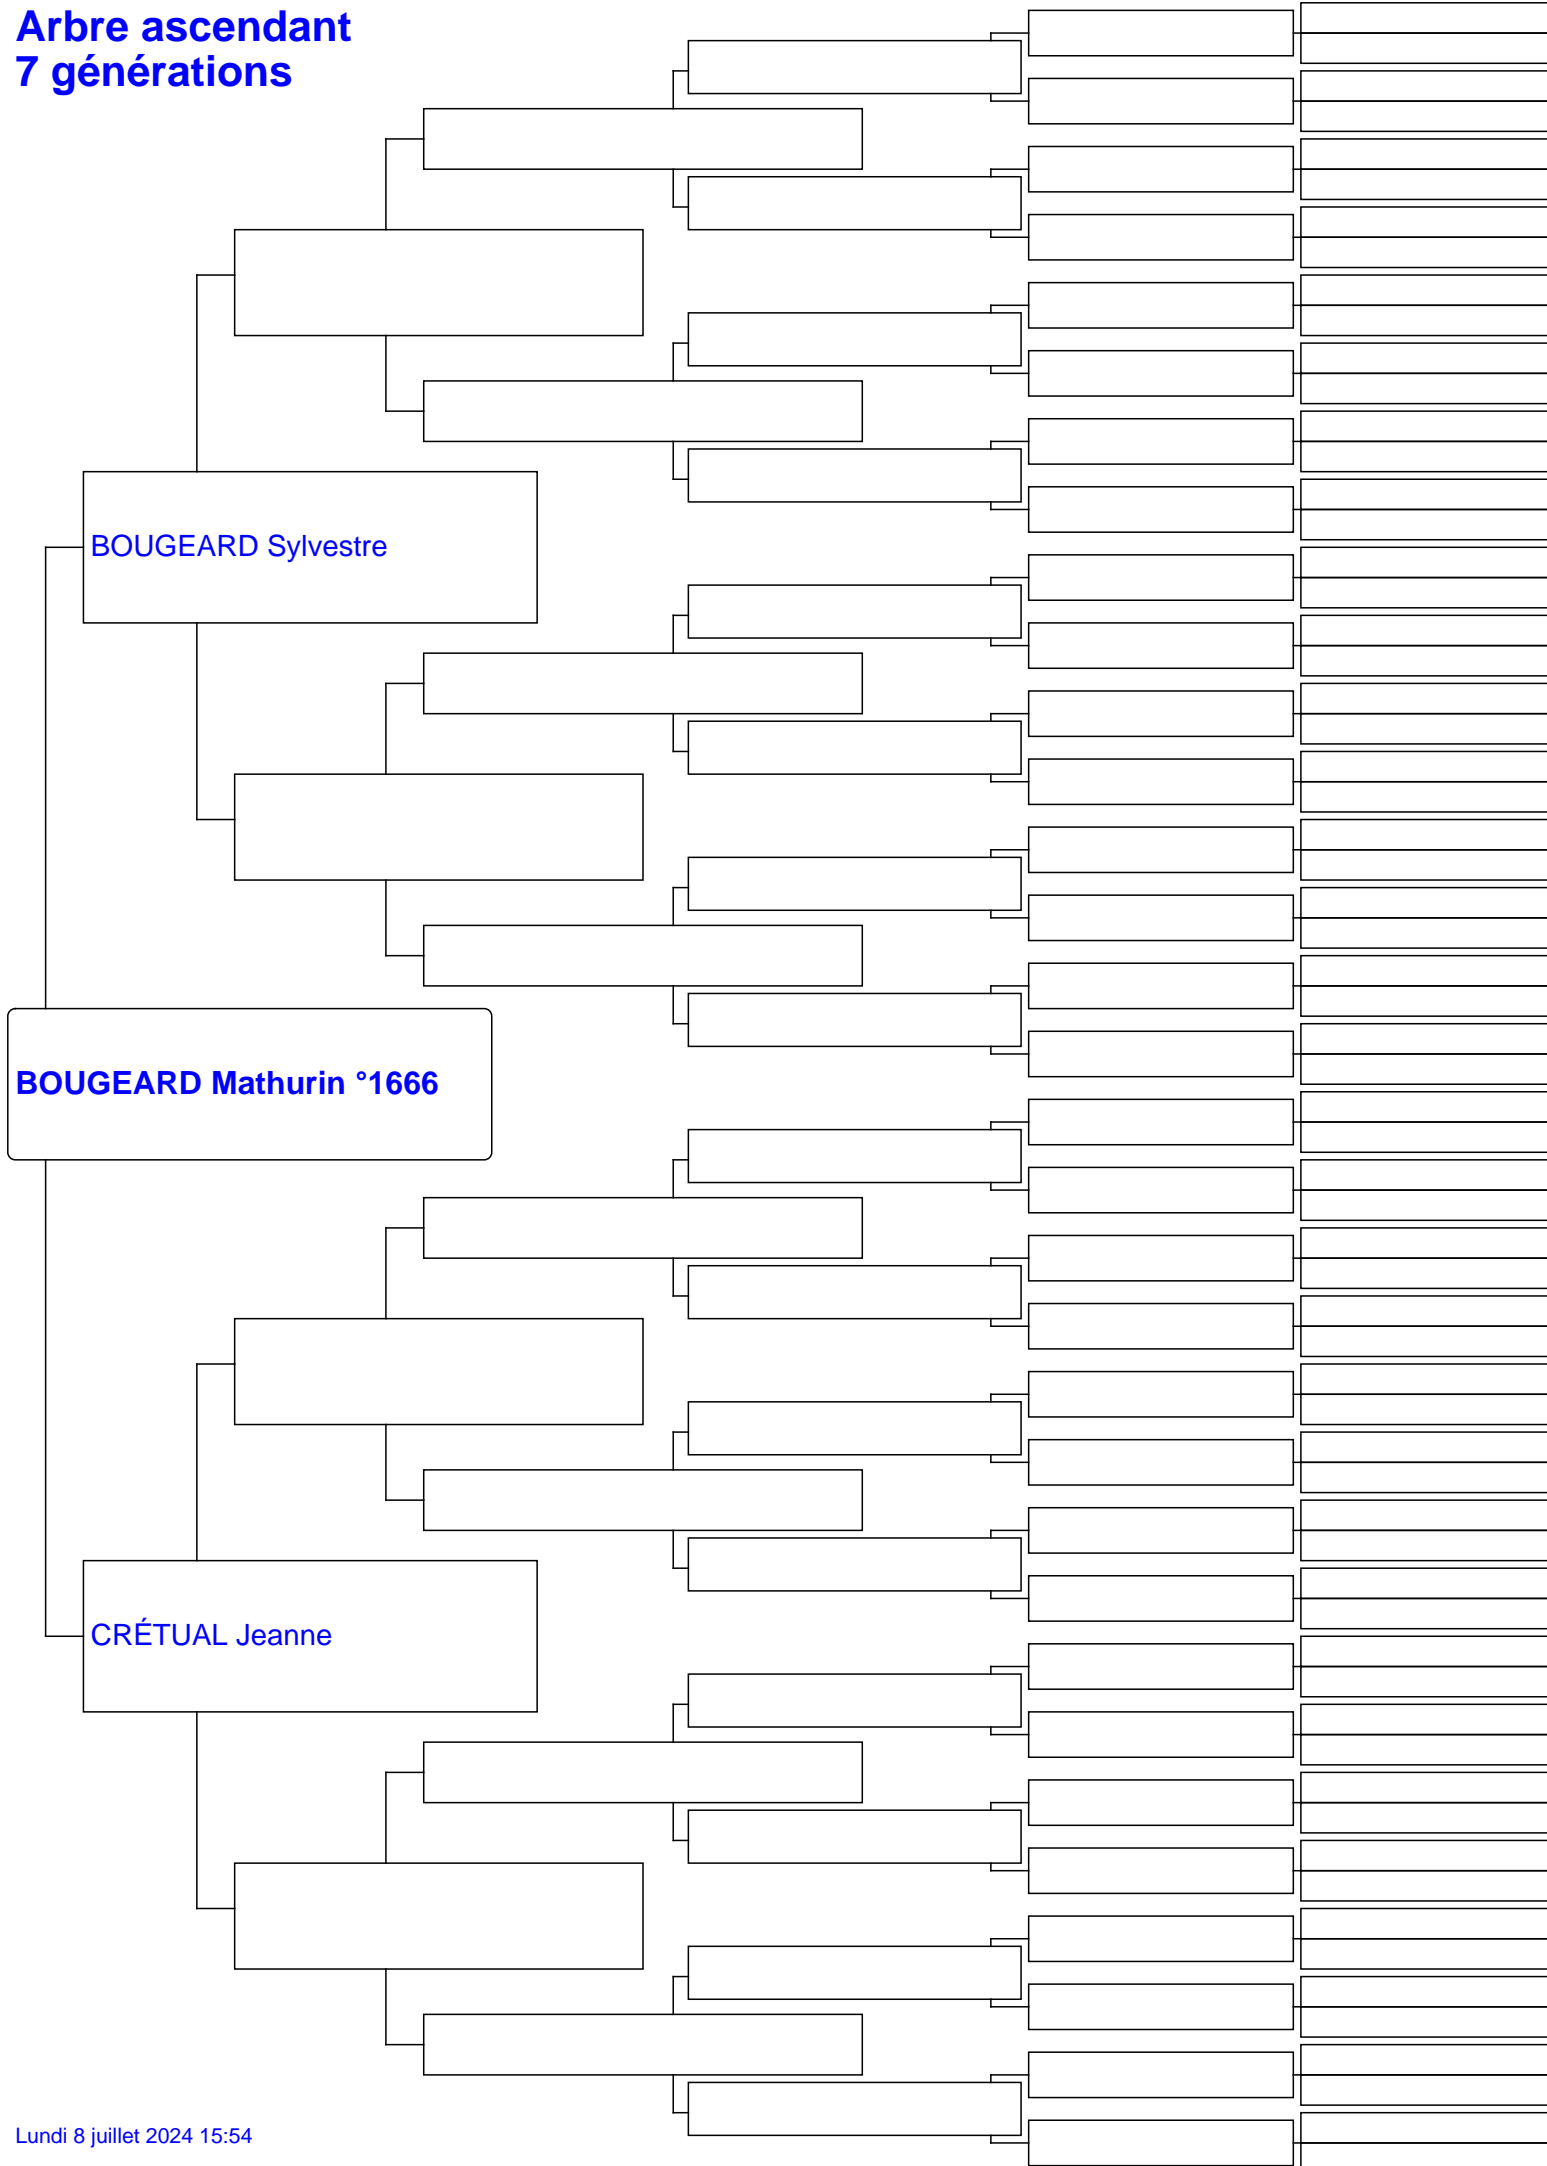 Arbre ascendant
7 générations
BOUGEARD Sylvestre
BOUGEARD Mathurin °1666
CRÉTUAL Jeanne
Lundi 8 juillet 2024 15:54